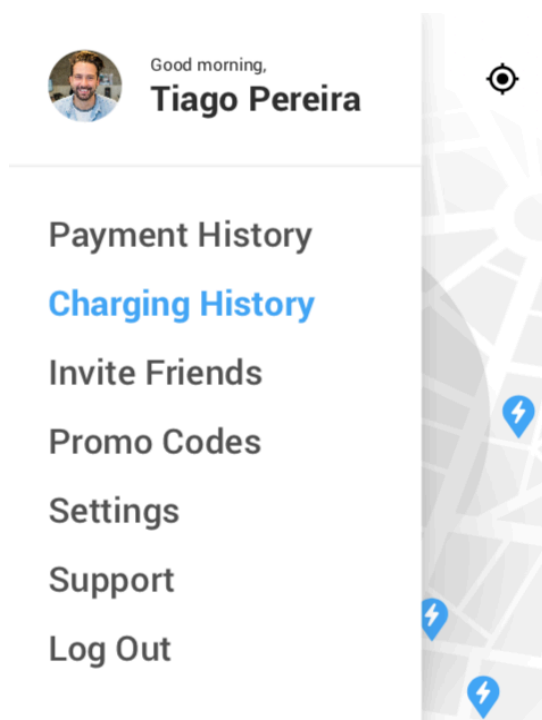 Good morning,
Tiago Pereira
Payment History
Charging History
Invite Friends
Promo Codes
Settings
Support
Log Out